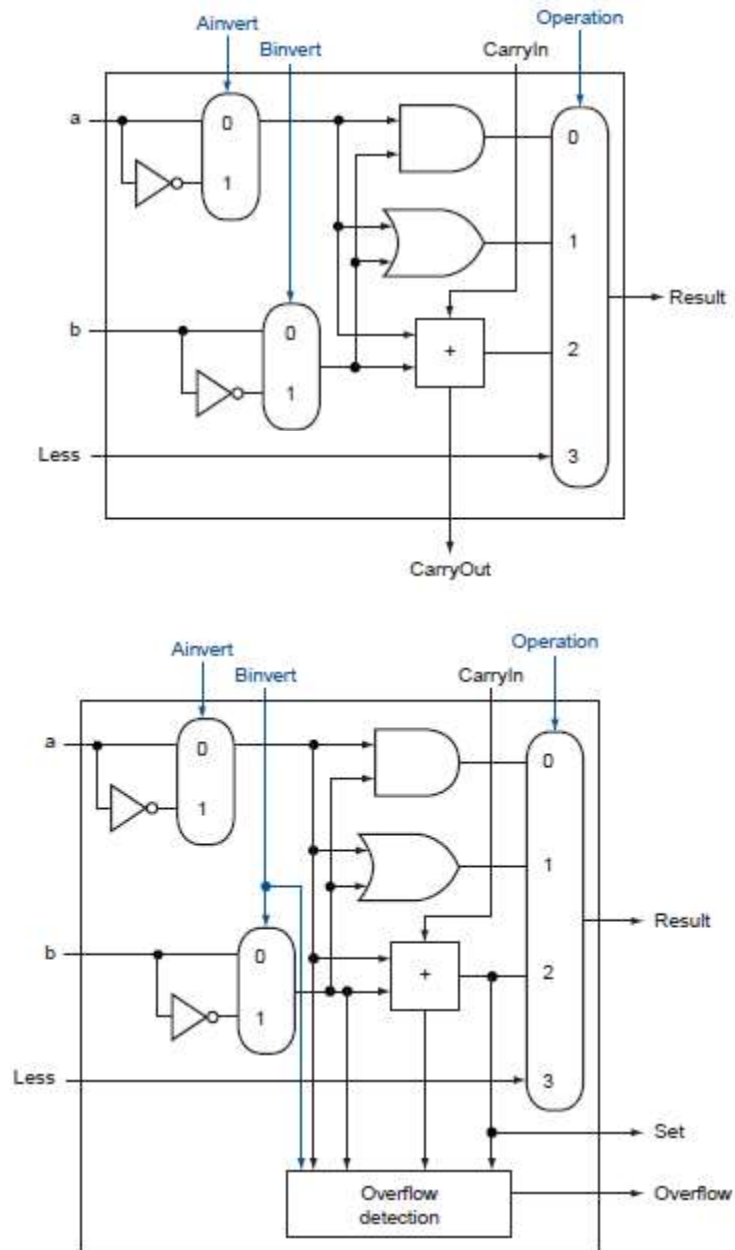 Ainvert
Operation
Binvert
CarryIn
a
0
0
1
1
Result
b
0
+
2
1
Less
3
CarryOut
Ainvert
Operation
Binvert
CarryIn
a
0
0
1
1
Result
b
0
+
2
1
Less
3
Set
Overflow
detection
Overflow